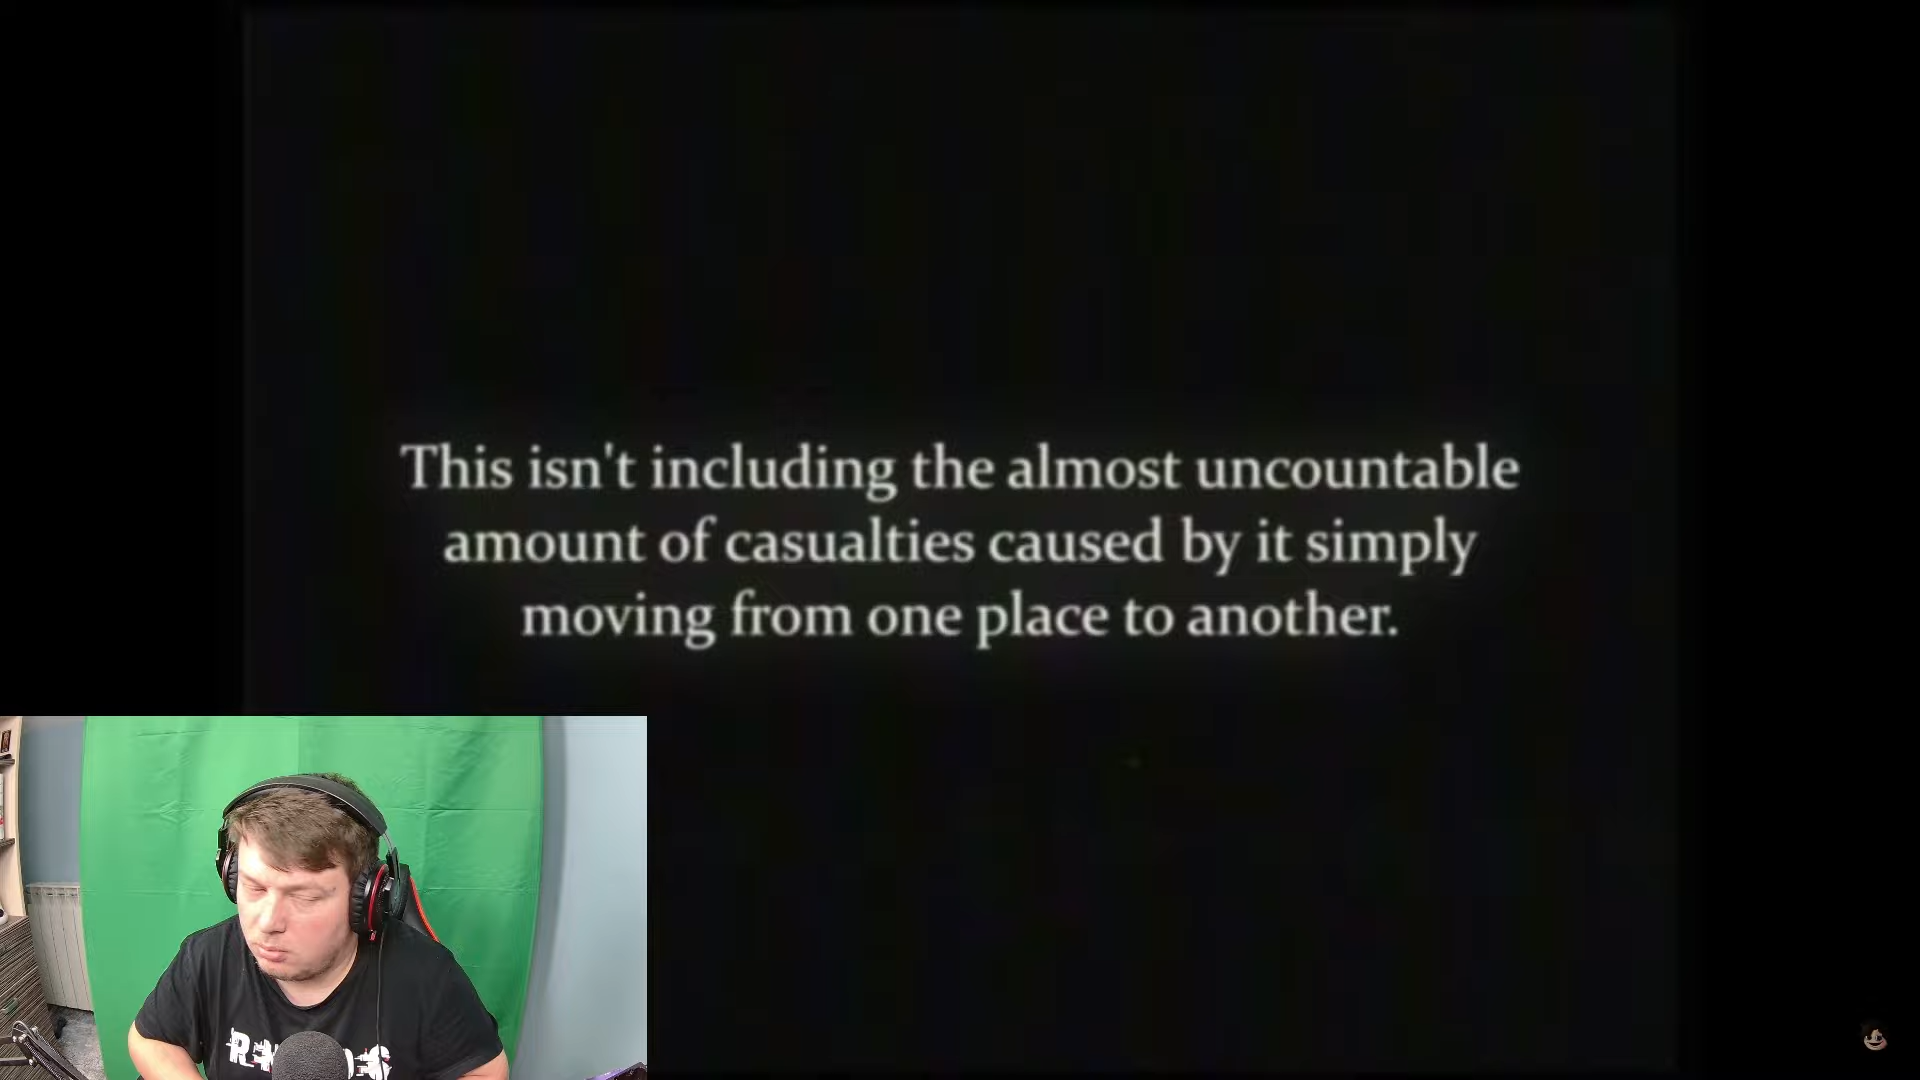 This isn't including the almost uncountable
amount of casualties caused by it simply
moving from one place to another.